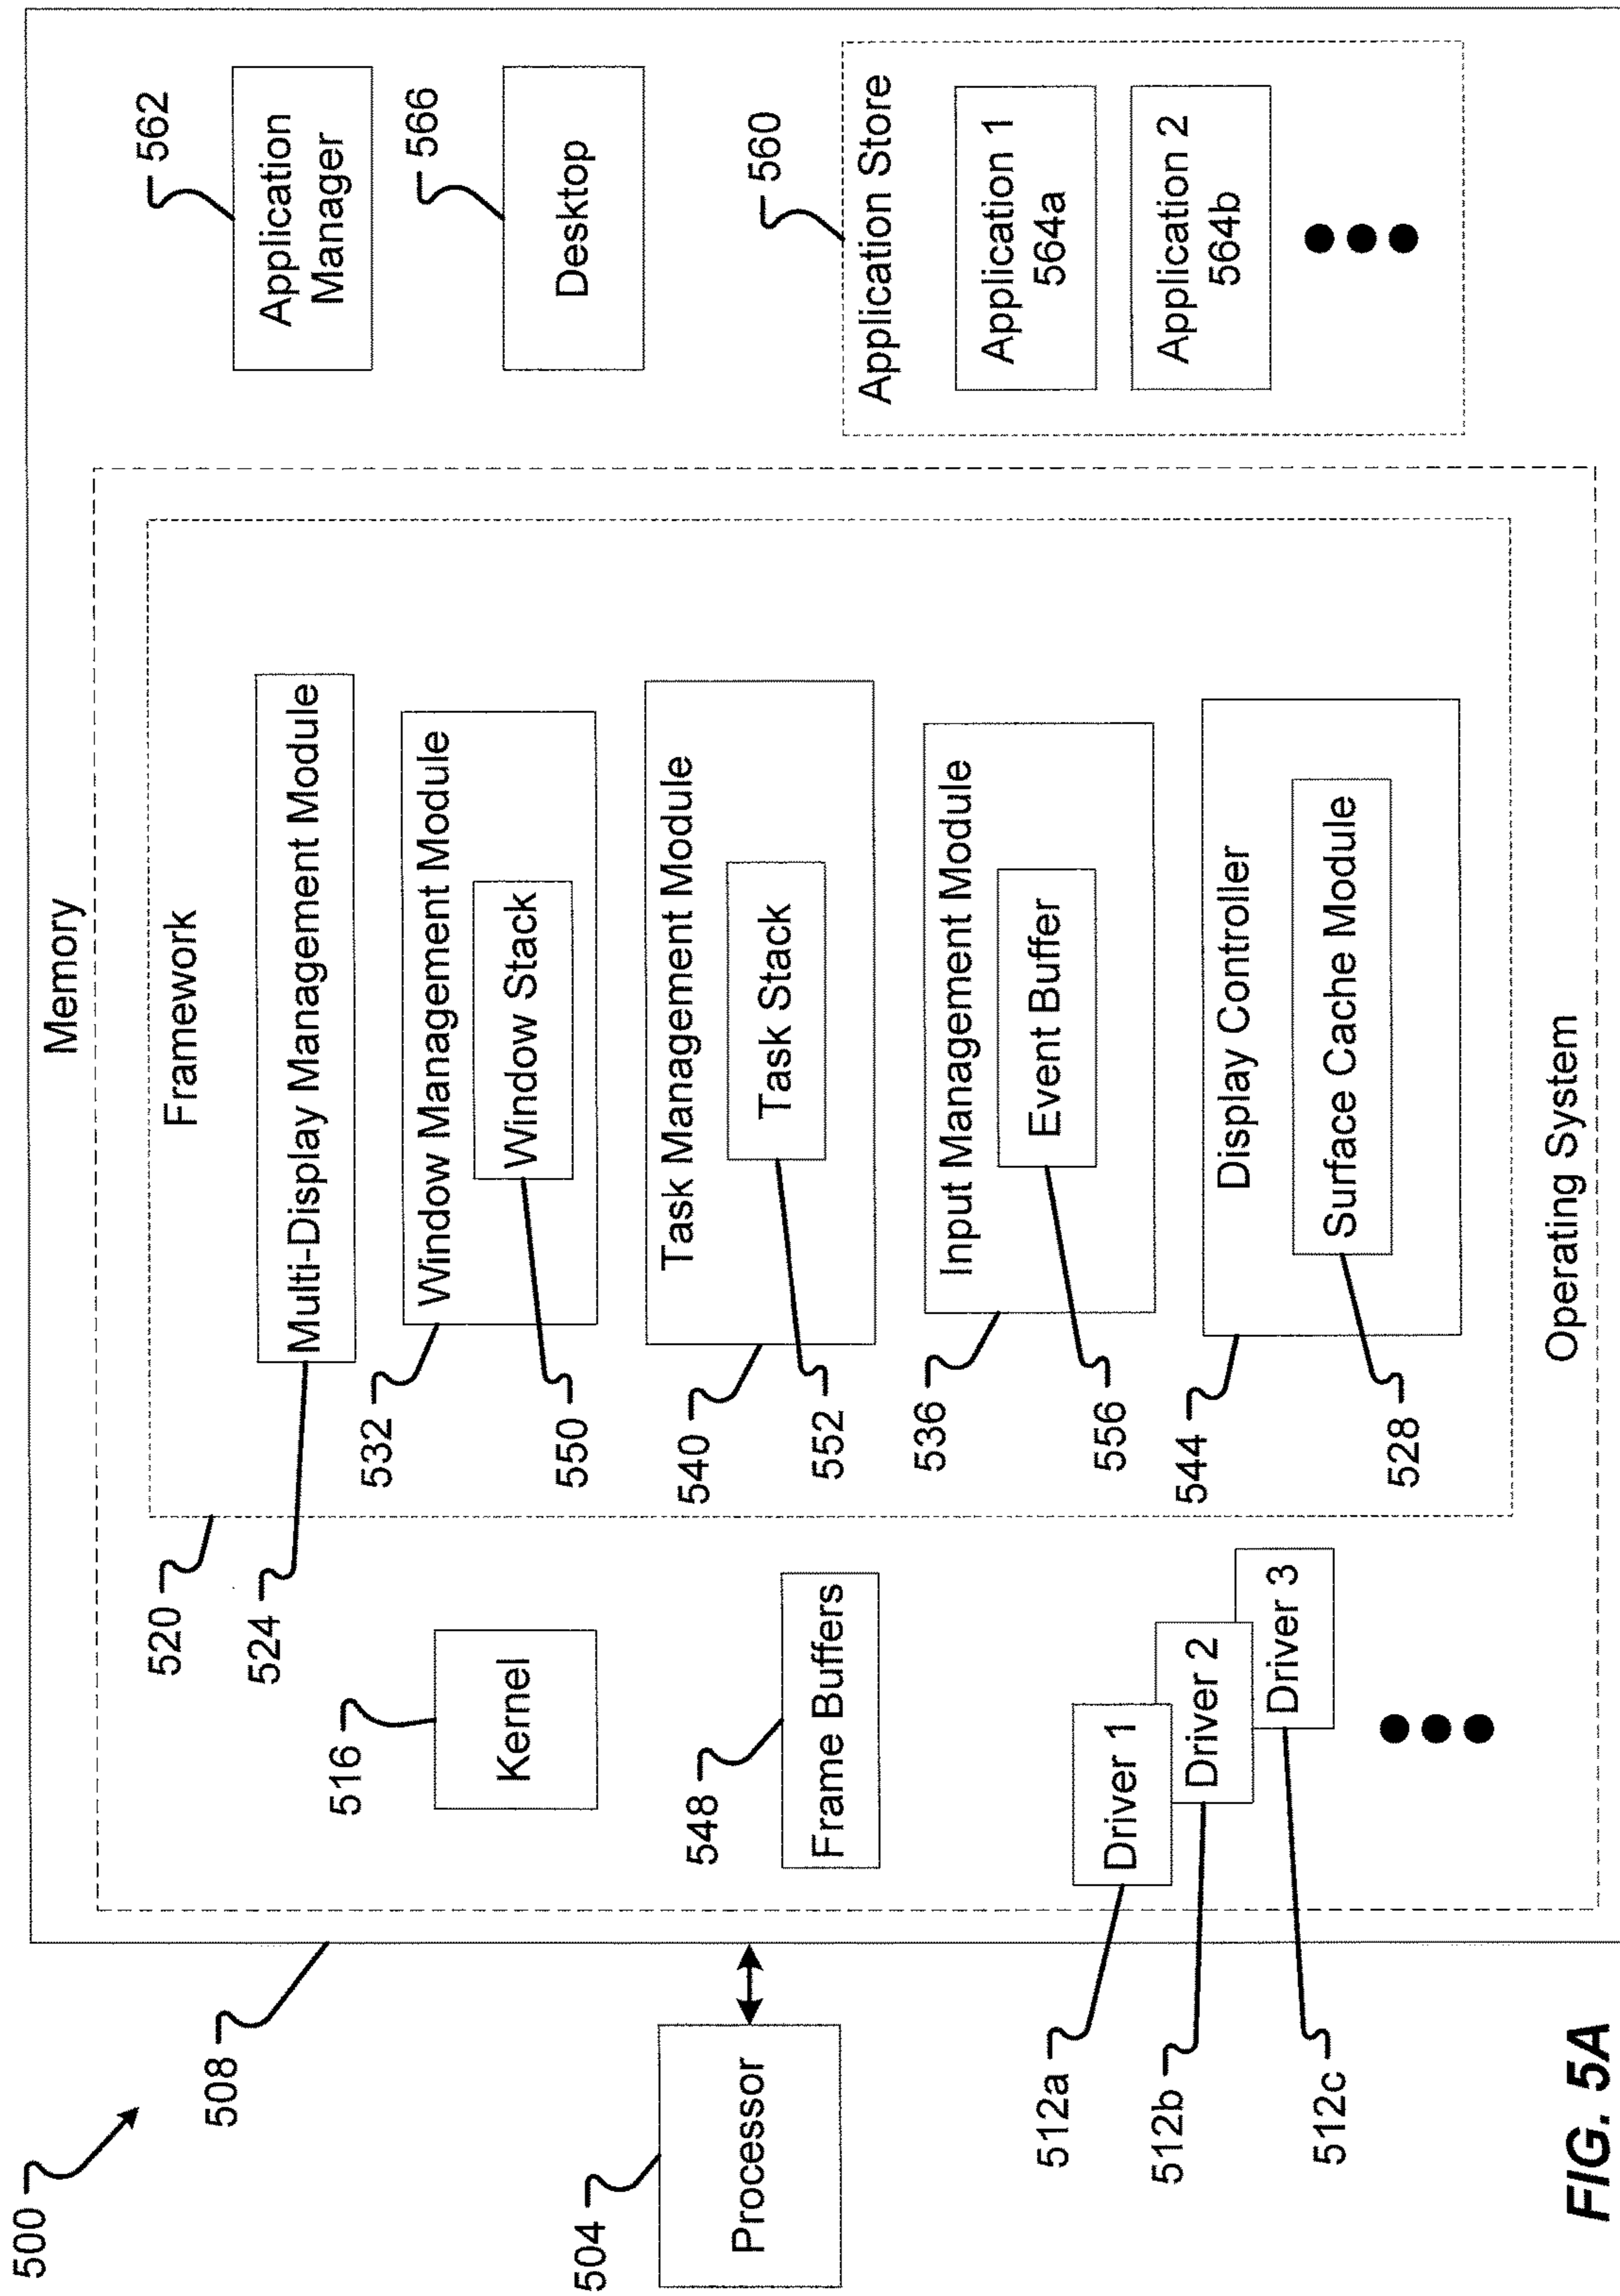 500
508
Memory
504
Processor
520
Framework
524
Multi-Display Management Module
532
Window Management Module
550
Window Stack
540
Task Management Module
552
Task Stack
536
Input Management Module
556
Event Buffer
544
Display Controller
528
Surface Cache Module
516
Kernel
548
Frame Buffers
512a
Driver 1
512b
Driver 2
512c
Driver 3
Operating System
562
Application
Manager
566
Desktop
560
Application Store
Application 1
564a
Application 2
564b
FIG. 5A